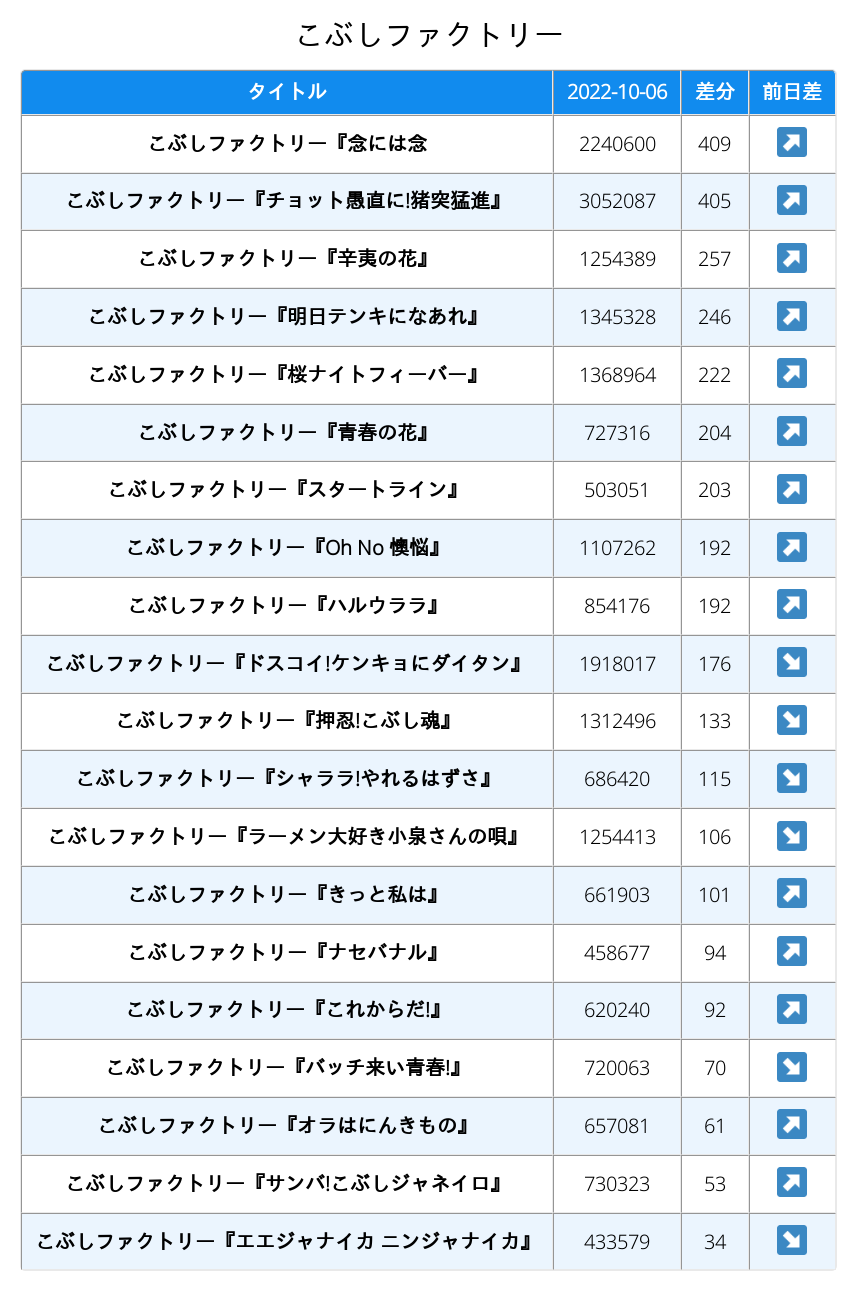 こぶしファクトリー
タイトル 2022-10-06 差分 前日差
こぶしファクトリー『念には念 2240600 409 ↗
こぶしファクトリー『チョット愚直に!猪突猛進』 3052087 405 ↗
こぶしファクトリー『辛夷の花』 1254389 257 ↗
こぶしファクトリー『明日テンキになあれ』 1345328 246 ↗
こぶしファクトリー『桜ナイトフィーバー』 1368964 222 ↗
こぶしファクトリー『青春の花』 727316 204 ↗
こぶしファクトリー『スタートライン』 503051 203 ↗
こぶしファクトリー『Oh No 懊悩』 1107262 192 ↗
こぶしファクトリー『ハルウララ』 854176 192 ↗
こぶしファクトリー『ドスコイ!ケンキョにダイタン』 1918017 176 ↘
こぶしファクトリー『押忍!こぶし魂』 1312496 133 ↘
こぶしファクトリー『シャララ!やれるはずさ』 686420 115 ↘
こぶしファクトリー『ラーメン大好き小泉さんの唄』 1254413 106 ↘
こぶしファクトリー『きっと私は』 661903 101 ↗
こぶしファクトリー『ナセバナル』 458677 94 ↗
こぶしファクトリー『これからだ!』 620240 92 ↗
こぶしファクトリー『バッチ来い青春!』 720063 70 ↘
こぶしファクトリー『オラはにんきもの』 657081 61 ↗
こぶしファクトリー『サンバ!こぶしジャネイロ』 730323 53 ↗
こぶしファクトリー『エエジャナイカ ニンジャナイカ』 433579 34 ↘